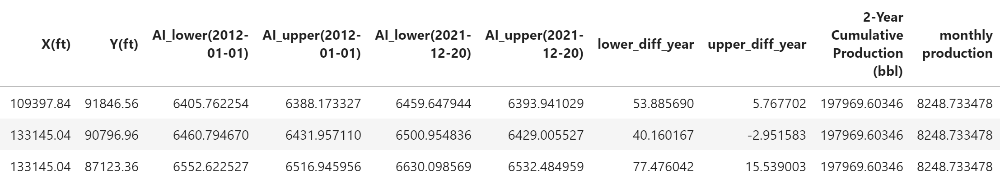 X(ft) Y(ft) AI_lower(2012-01-01) AI_upper(2012-01-01) AI_lower(2021-12-20) AI_upper(2021-12-20) lower_diff_year upper_diff_year 2-Year Cumulative Production (bbl) monthly production
109397.84 91846.56 6405.762254 6388.173327 6459.647944 6393.941029 53.885690 5.767702 197969.60346 8248.733478
133145.04 90796.96 6460.794670 6431.957110 6500.954836 6429.005527 40.160167 -2.951583 197969.60346 8248.733478
133145.04 87123.36 6552.622527 6516.945956 6630.098569 6532.484959 77.476042 15.539003 197969.60346 8248.733478